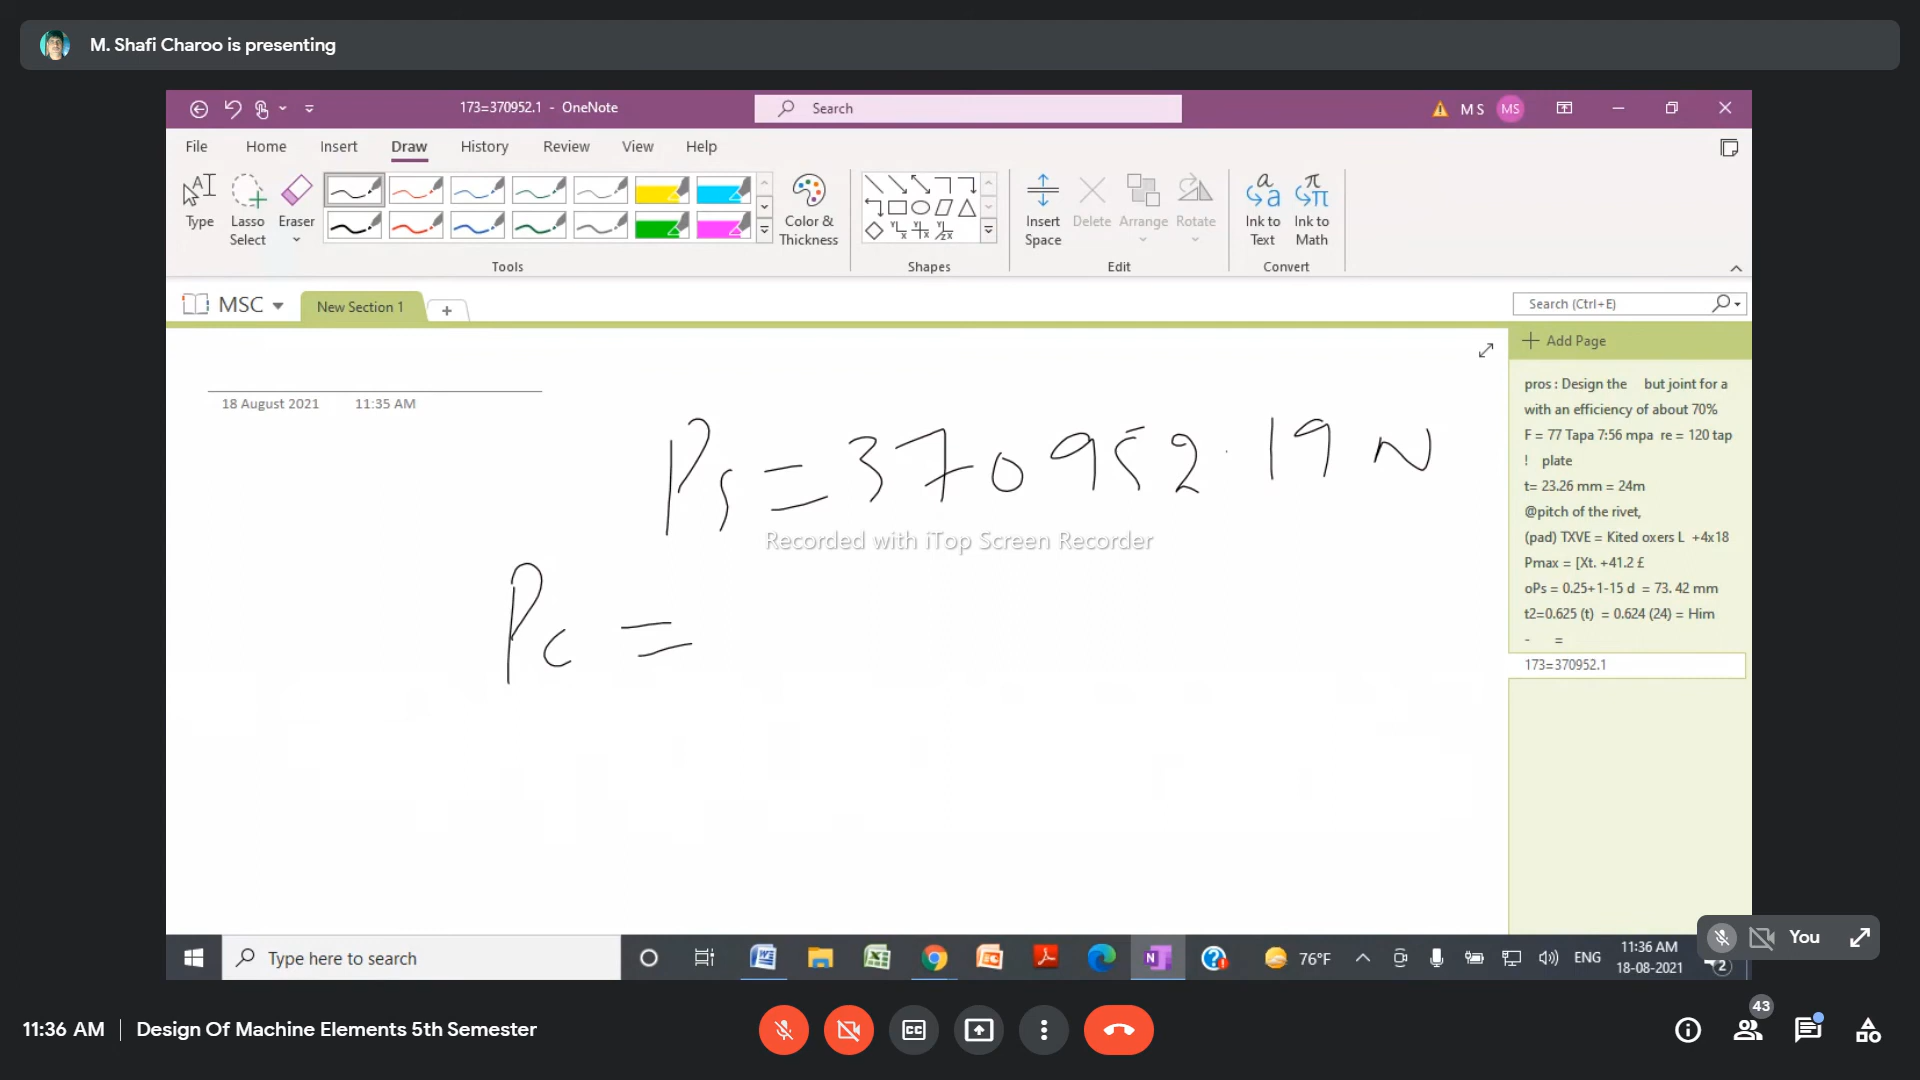 M. Shafi Charoo is presenting
173=370952.1 - OneNote
Search
M S
MS
File Home Insert Draw History Review View Help
Type
Lasso Select
Eraser
Color & Thickness
Insert Space
Delete
Arrange
Rotate
Ink to Text
Ink to Math
Tools
Shapes
Edit
Convert
MSC
New Section 1
Search (Ctrl+E)
Add Page
18 August 2021 11:35 AM
Ps = 370952.19 N
Recorded with iTop Screen Recorder
Pc =
pros : Design the but joint for a
with an efficiency of about 70%
F = 77 Tapa 7:56 mpa re = 120 tap
! plate
t= 23.26 mm = 24m
@pitch of the rivet,
(pad) TXVE = Kited oxers L +4x18
Pmax = [Xt. +41.2 £
oPs = 0.25+1-15 d = 73. 42 mm
t2=0.625 (t) = 0.624 (24) = Him
- =
173=370952.1
Type here to search
76°F
ENG
11:36 AM
18-08-2021
2
You
11:36 AM | Design Of Machine Elements 5th Semester
CC
43